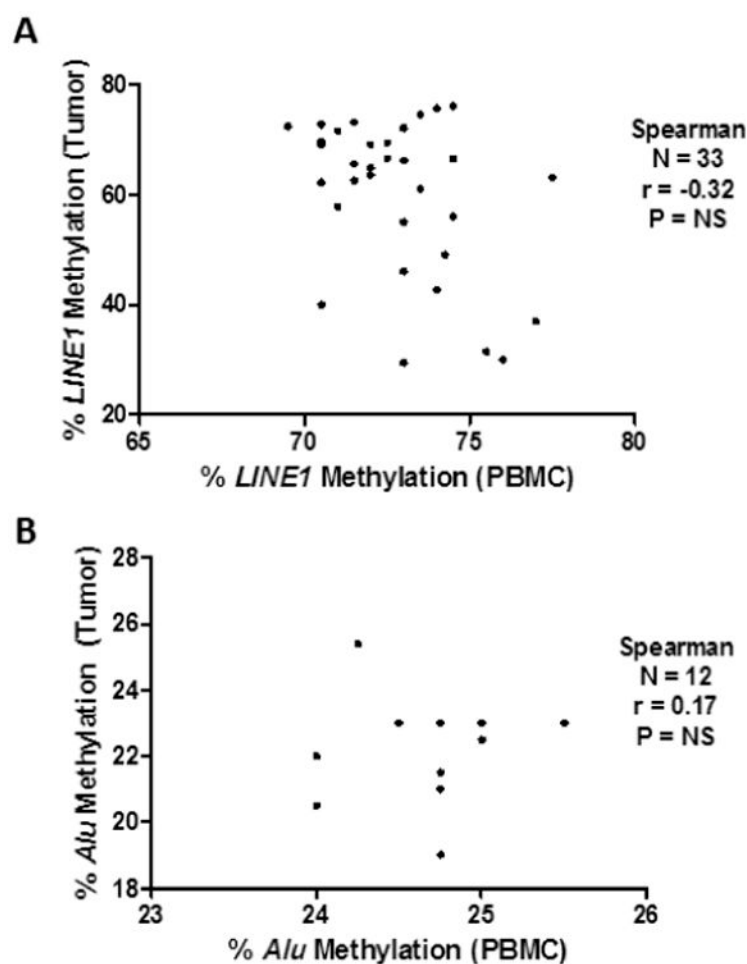 A
% LINE1 Methylation (Tumor)
80
60
40
20
65
70
75
80
% LINE1 Methylation (PBMC)
Spearman
N = 33
r = -0.32
P = NS
B
% Alu Methylation (Tumor)
28
26
24
22
20
18
23
24
25
26
% Alu Methylation (PBMC)
Spearman
N = 12
r = 0.17
P = NS